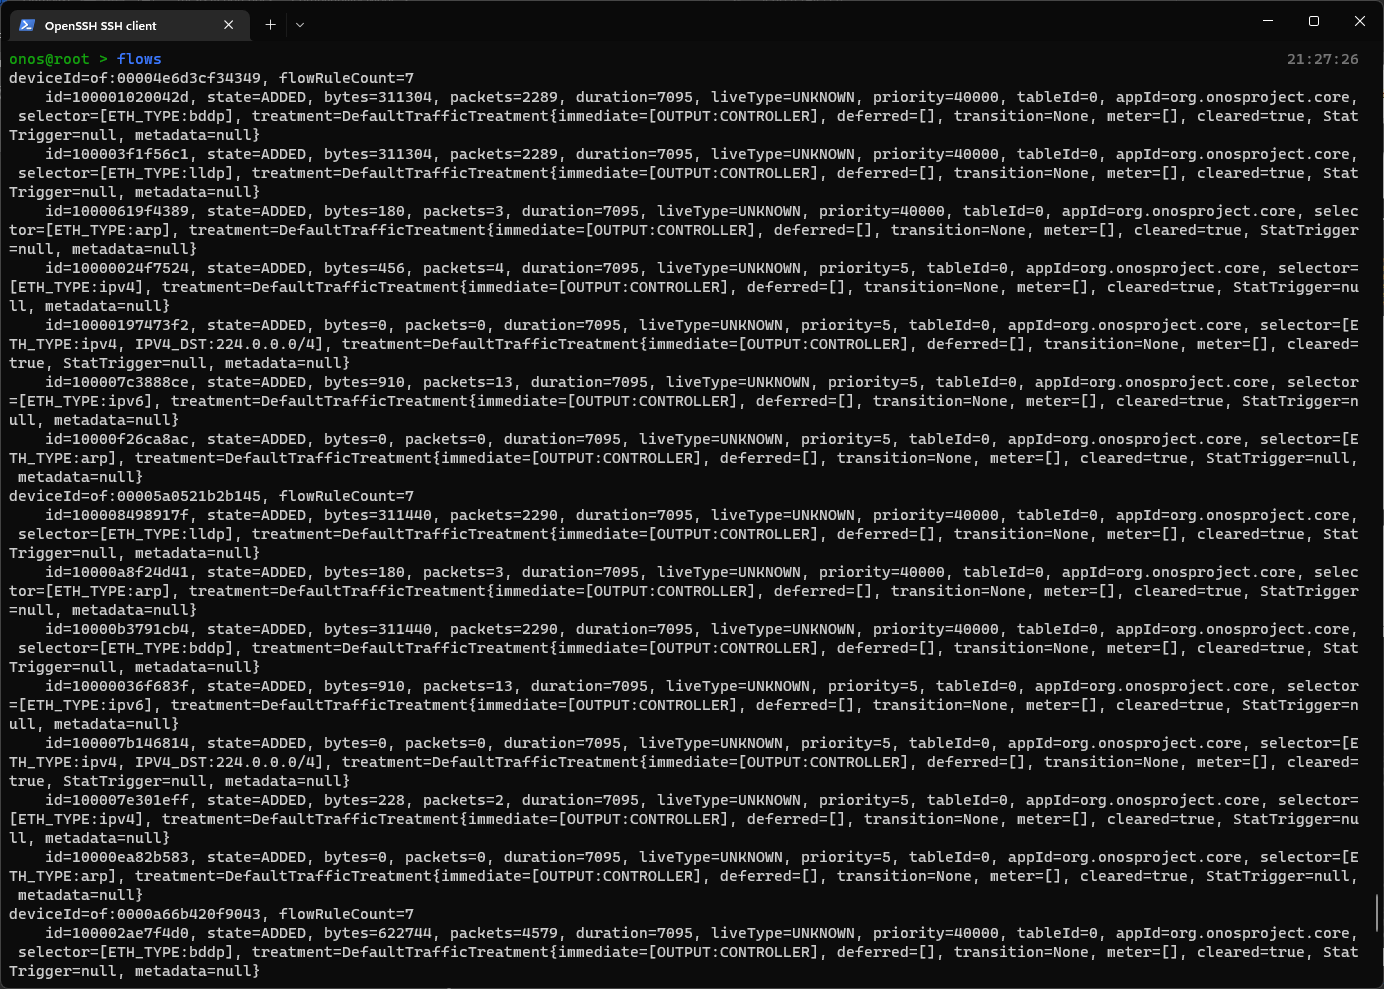 OpenSSH SSH client
onos@root > flows 21:27:26
deviceId=of:00004e6d3cf34349, flowRuleCount=7
    id=100001020042d, state=ADDED, bytes=311304, packets=2289, duration=7095, liveType=UNKNOWN, priority=40000, tableId=0, appId=org.onosproject.core,
 selector=[ETH_TYPE:bddp], treatment=DefaultTrafficTreatment{immediate=[OUTPUT:CONTROLLER], deferred=[], transition=None, meter=[], cleared=true, Stat
Trigger=null, metadata=null}
    id=100003f1f56c1, state=ADDED, bytes=311304, packets=2289, duration=7095, liveType=UNKNOWN, priority=40000, tableId=0, appId=org.onosproject.core,
 selector=[ETH_TYPE:lldp], treatment=DefaultTrafficTreatment{immediate=[OUTPUT:CONTROLLER], deferred=[], transition=None, meter=[], cleared=true, Stat
Trigger=null, metadata=null}
    id=10000619f4389, state=ADDED, bytes=180, packets=3, duration=7095, liveType=UNKNOWN, priority=40000, tableId=0, appId=org.onosproject.core, selec
tor=[ETH_TYPE:arp], treatment=DefaultTrafficTreatment{immediate=[OUTPUT:CONTROLLER], deferred=[], transition=None, meter=[], cleared=true, StatTrigger
=null, metadata=null}
    id=10000024f7524, state=ADDED, bytes=456, packets=4, duration=7095, liveType=UNKNOWN, priority=5, tableId=0, appId=org.onosproject.core, selector=
[ETH_TYPE:ipv4], treatment=DefaultTrafficTreatment{immediate=[OUTPUT:CONTROLLER], deferred=[], transition=None, meter=[], cleared=true, StatTrigger=nu
ll, metadata=null}
    id=10000197473f2, state=ADDED, bytes=0, packets=0, duration=7095, liveType=UNKNOWN, priority=5, tableId=0, appId=org.onosproject.core, selector=[E
TH_TYPE:ipv4, IPV4_DST:224.0.0.0/4], treatment=DefaultTrafficTreatment{immediate=[OUTPUT:CONTROLLER], deferred=[], transition=None, meter=[], cleared=
true, StatTrigger=null, metadata=null}
    id=100007c3888ce, state=ADDED, bytes=910, packets=13, duration=7095, liveType=UNKNOWN, priority=5, tableId=0, appId=org.onosproject.core, selector
=[ETH_TYPE:ipv6], treatment=DefaultTrafficTreatment{immediate=[OUTPUT:CONTROLLER], deferred=[], transition=None, meter=[], cleared=true, StatTrigger=n
ull, metadata=null}
    id=10000f26ca8ac, state=ADDED, bytes=0, packets=0, duration=7095, liveType=UNKNOWN, priority=5, tableId=0, appId=org.onosproject.core, selector=[E
TH_TYPE:arp], treatment=DefaultTrafficTreatment{immediate=[OUTPUT:CONTROLLER], deferred=[], transition=None, meter=[], cleared=true, StatTrigger=null,
 metadata=null}
deviceId=of:00005a0521b2b145, flowRuleCount=7
    id=100008498917f, state=ADDED, bytes=311440, packets=2290, duration=7095, liveType=UNKNOWN, priority=40000, tableId=0, appId=org.onosproject.core,
 selector=[ETH_TYPE:lldp], treatment=DefaultTrafficTreatment{immediate=[OUTPUT:CONTROLLER], deferred=[], transition=None, meter=[], cleared=true, Stat
Trigger=null, metadata=null}
    id=10000a8f24d41, state=ADDED, bytes=180, packets=3, duration=7095, liveType=UNKNOWN, priority=40000, tableId=0, appId=org.onosproject.core, selec
tor=[ETH_TYPE:arp], treatment=DefaultTrafficTreatment{immediate=[OUTPUT:CONTROLLER], deferred=[], transition=None, meter=[], cleared=true, StatTrigger
=null, metadata=null}
    id=10000b3791cb4, state=ADDED, bytes=311440, packets=2290, duration=7095, liveType=UNKNOWN, priority=40000, tableId=0, appId=org.onosproject.core,
 selector=[ETH_TYPE:bddp], treatment=DefaultTrafficTreatment{immediate=[OUTPUT:CONTROLLER], deferred=[], transition=None, meter=[], cleared=true, Stat
Trigger=null, metadata=null}
    id=10000036f683f, state=ADDED, bytes=910, packets=13, duration=7095, liveType=UNKNOWN, priority=5, tableId=0, appId=org.onosproject.core, selector
=[ETH_TYPE:ipv6], treatment=DefaultTrafficTreatment{immediate=[OUTPUT:CONTROLLER], deferred=[], transition=None, meter=[], cleared=true, StatTrigger=n
ull, metadata=null}
    id=100007b146814, state=ADDED, bytes=0, packets=0, duration=7095, liveType=UNKNOWN, priority=5, tableId=0, appId=org.onosproject.core, selector=[E
TH_TYPE:ipv4, IPV4_DST:224.0.0.0/4], treatment=DefaultTrafficTreatment{immediate=[OUTPUT:CONTROLLER], deferred=[], transition=None, meter=[], cleared=
true, StatTrigger=null, metadata=null}
    id=100007e301eff, state=ADDED, bytes=228, packets=2, duration=7095, liveType=UNKNOWN, priority=5, tableId=0, appId=org.onosproject.core, selector=
[ETH_TYPE:ipv4], treatment=DefaultTrafficTreatment{immediate=[OUTPUT:CONTROLLER], deferred=[], transition=None, meter=[], cleared=true, StatTrigger=nu
ll, metadata=null}
    id=10000ea82b583, state=ADDED, bytes=0, packets=0, duration=7095, liveType=UNKNOWN, priority=5, tableId=0, appId=org.onosproject.core, selector=[E
TH_TYPE:arp], treatment=DefaultTrafficTreatment{immediate=[OUTPUT:CONTROLLER], deferred=[], transition=None, meter=[], cleared=true, StatTrigger=null,
 metadata=null}
deviceId=of:0000a66b420f9043, flowRuleCount=7
    id=100002ae7f4d0, state=ADDED, bytes=622744, packets=4579, duration=7095, liveType=UNKNOWN, priority=40000, tableId=0, appId=org.onosproject.core,
 selector=[ETH_TYPE:bddp], treatment=DefaultTrafficTreatment{immediate=[OUTPUT:CONTROLLER], deferred=[], transition=None, meter=[], cleared=true, Stat
Trigger=null, metadata=null}